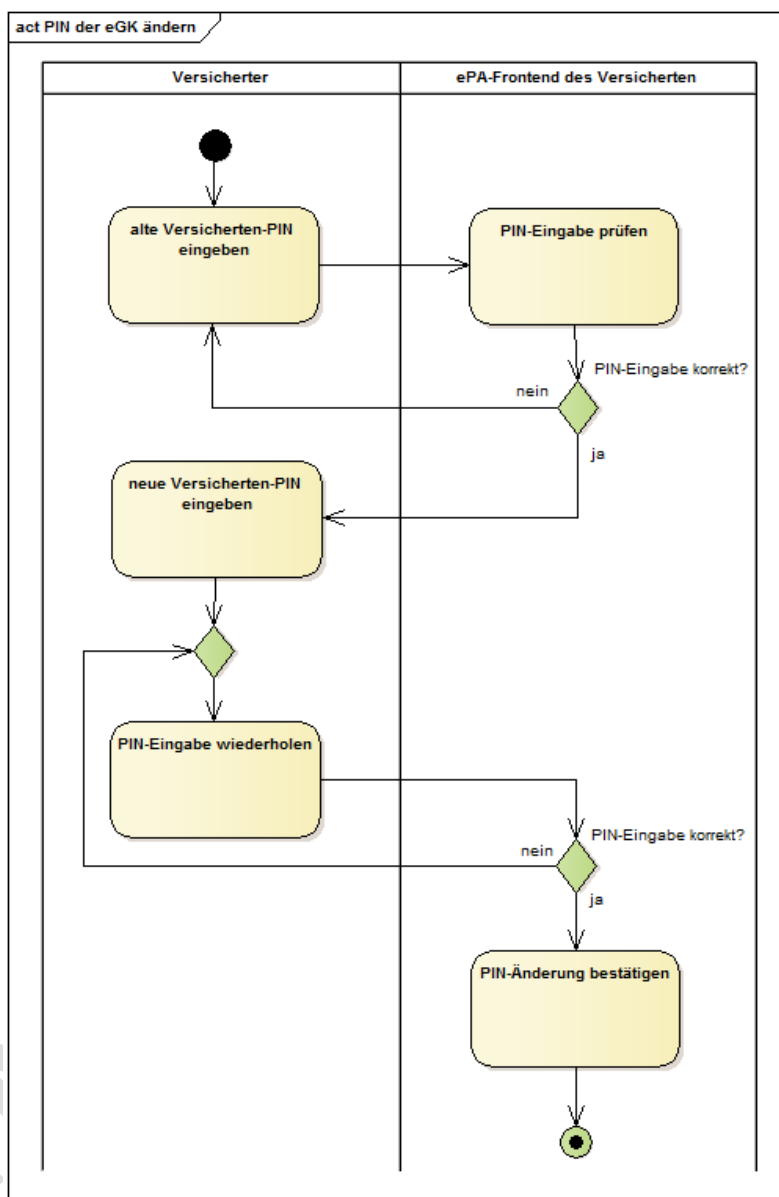 act PIN der eGK ändern
Versicherter
ePA-Frontend des Versicherten
alte Versicherten-PIN
eingeben
PIN-Eingabe prüfen
PIN-Eingabe korrekt?
nein
ja
neue Versicherten-PIN
eingeben
PIN-Eingabe wiederholen
PIN-Eingabe korrekt?
nein
ja
PIN-Änderung bestätigen